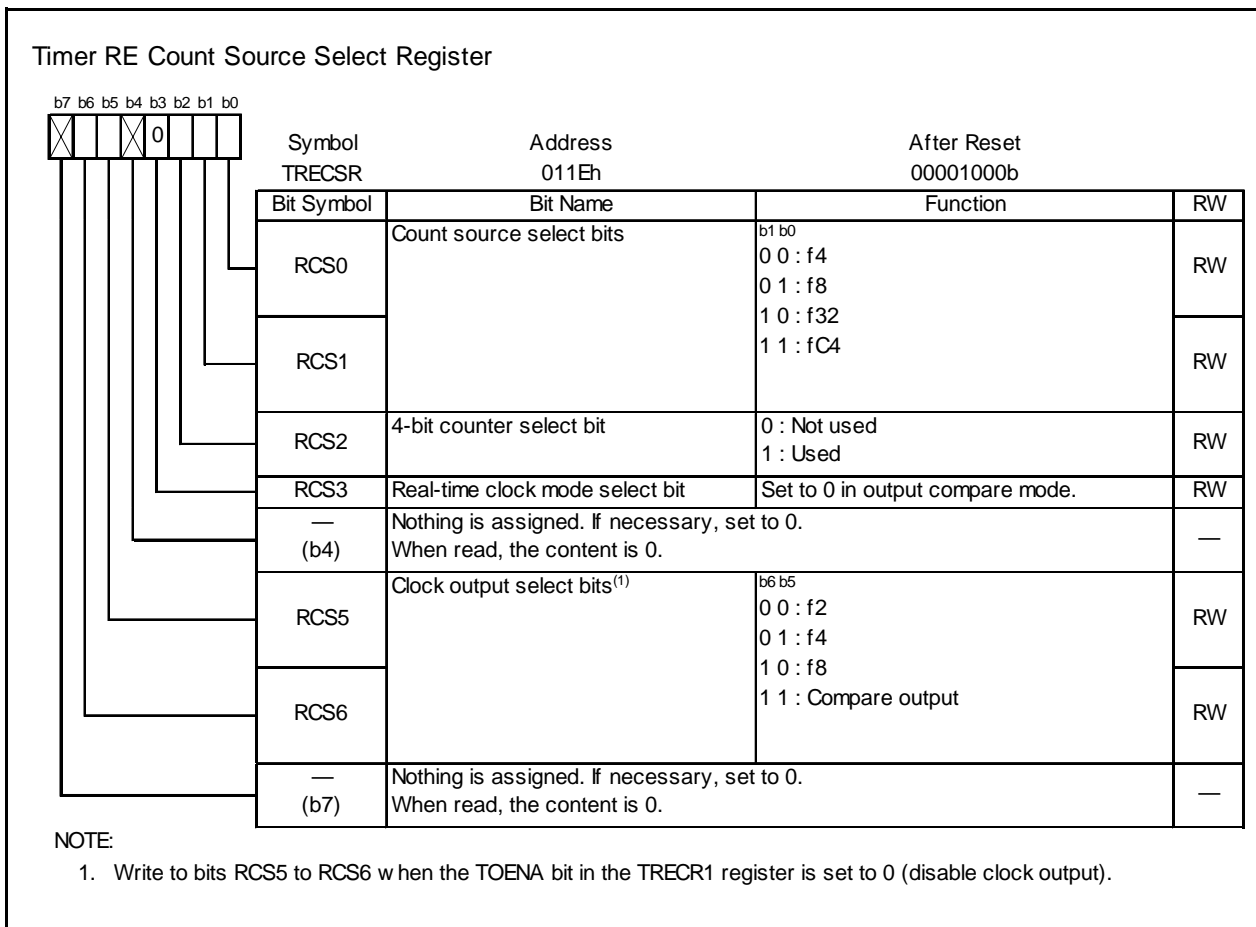 Timer RE Count Source Select Register
b7 b6 b5 b4 b3 b2 b1 b0
0
Symbol Address After Reset
TRECSR 011Eh 00001000b
Bit Symbol Bit Name Function RW
RCS0 Count source select bits b1 b0 RW
0 0 : f4
0 1 : f8
1 0 : f32
RCS1 1 1 : fC4 RW
RCS2 4-bit counter select bit 0 : Not used RW
1 : Used
RCS3 Real-time clock mode select bit Set to 0 in output compare mode. RW
— Nothing is assigned. If necessary, set to 0. —
(b4) When read, the content is 0.
RCS5 Clock output select bits(1) b6 b5 RW
0 0 : f2
0 1 : f4
1 0 : f8
RCS6 1 1 : Compare output RW
— Nothing is assigned. If necessary, set to 0. —
(b7) When read, the content is 0.
NOTE:
1. Write to bits RCS5 to RCS6 w hen the TOENA bit in the TRECR1 register is set to 0 (disable clock output).